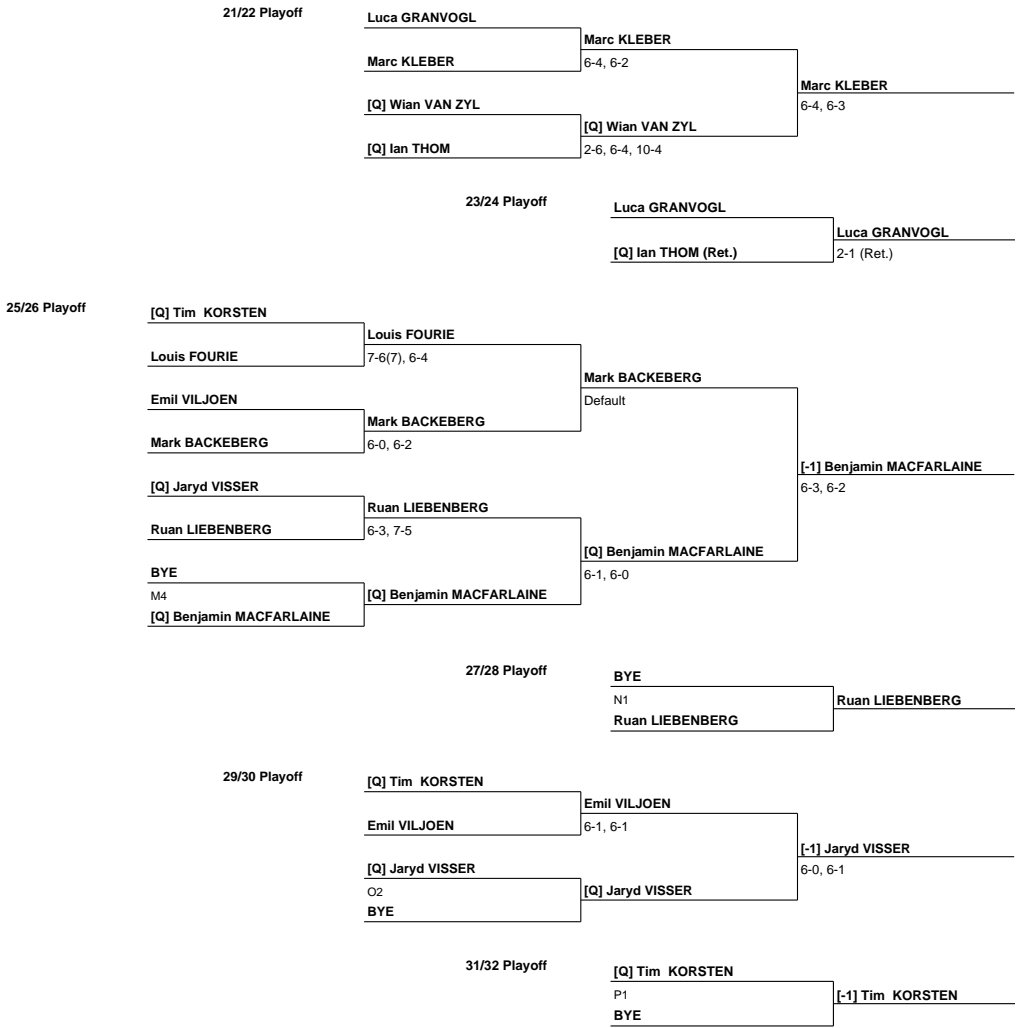 21/22 Playoff
Luca GRANVOGL
Marc KLEBER
Marc KLEBER
6-4, 6-2
Marc KLEBER
6-4, 6-3
[Q] Wian VAN ZYL
[Q] Wian VAN ZYL
[Q] Ian THOM
2-6, 6-4, 10-4
23/24 Playoff
Luca GRANVOGL
Luca GRANVOGL
[Q] Ian THOM (Ret.)
2-1 (Ret.)
25/26 Playoff
[Q] Tim  KORSTEN
Louis FOURIE
Louis FOURIE
7-6(7), 6-4
Mark BACKEBERG
Default
Emil VILJOEN
Mark BACKEBERG
Mark BACKEBERG
6-0, 6-2
[-1] Benjamin MACFARLAINE
6-3, 6-2
[Q] Jaryd VISSER
Ruan LIEBENBERG
Ruan LIEBENBERG
6-3, 7-5
[Q] Benjamin MACFARLAINE
6-1, 6-0
BYE
M4
[Q] Benjamin MACFARLAINE
[Q] Benjamin MACFARLAINE
27/28 Playoff
BYE
N1
Ruan LIEBENBERG
Ruan LIEBENBERG
29/30 Playoff
[Q] Tim  KORSTEN
Emil VILJOEN
Emil VILJOEN
6-1, 6-1
[-1] Jaryd VISSER
6-0, 6-1
[Q] Jaryd VISSER
O2
[Q] Jaryd VISSER
BYE
31/32 Playoff
[Q] Tim  KORSTEN
P1
[-1] Tim  KORSTEN
BYE